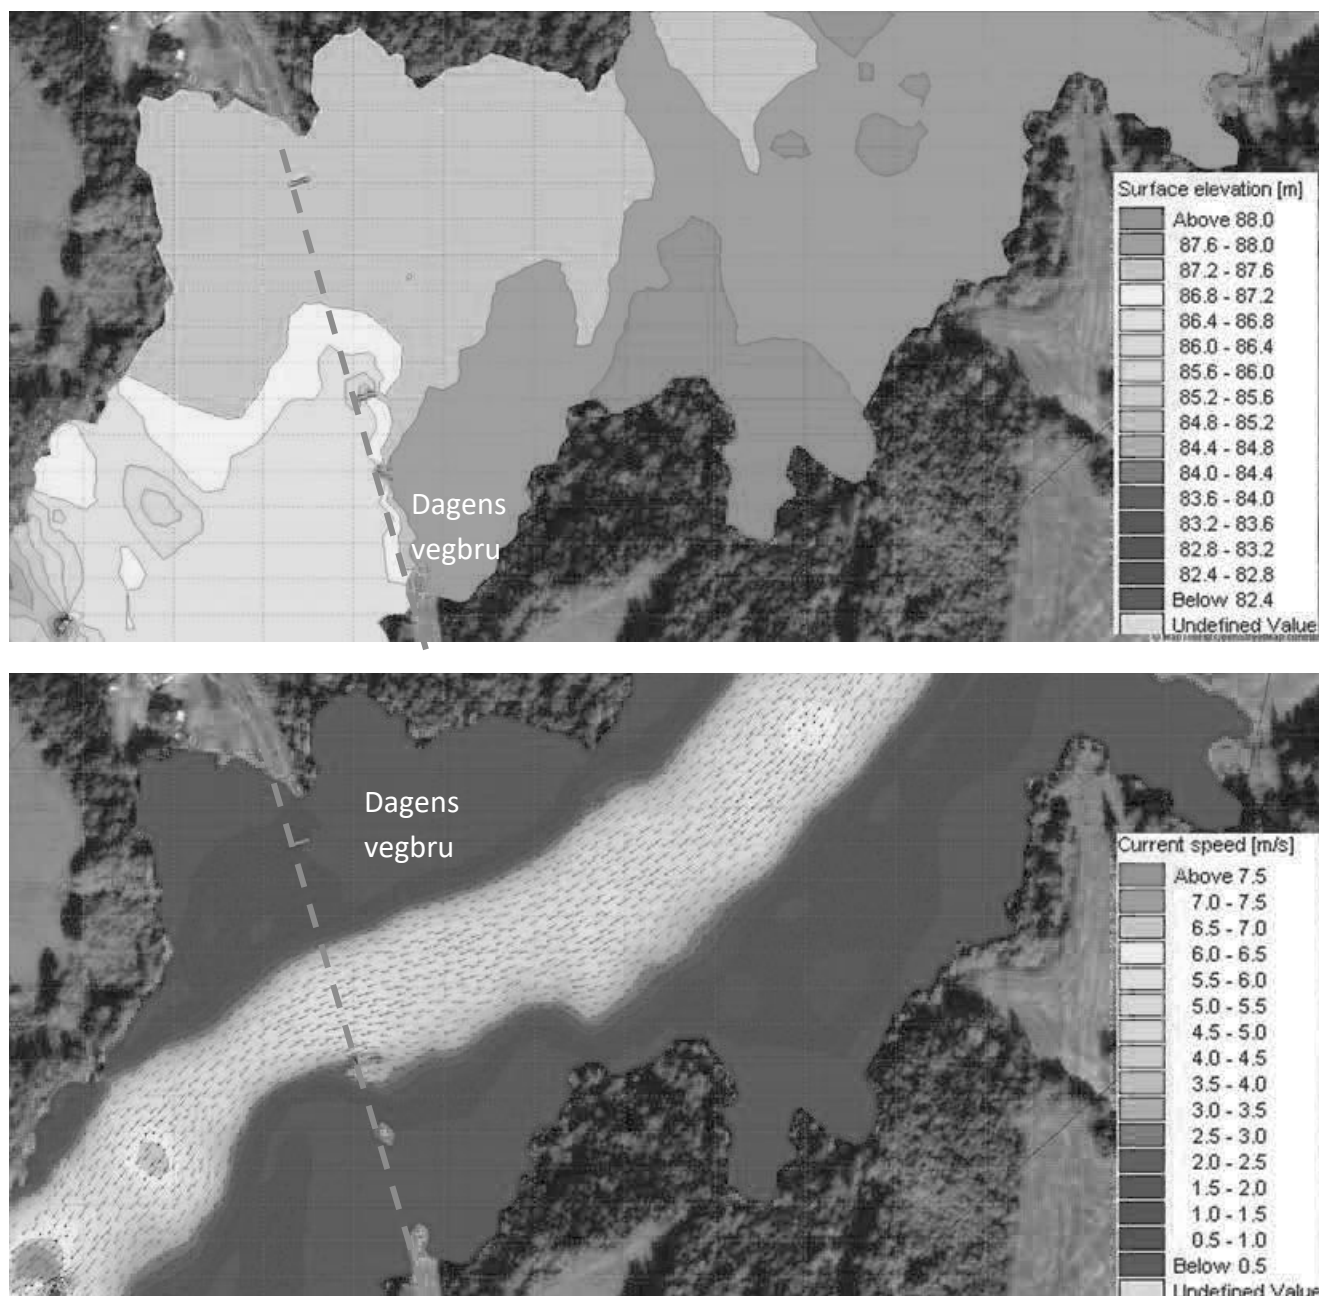 Surface elevation [m]
Above 88.0
87.6 - 88.0
87.2 - 87.6
86.8 - 87.2
86.4 - 86.8
86.0 - 86.4
85.6 - 86.0
85.2 - 85.6
84.8 - 85.2
84.4 - 84.8
84.0 - 84.4
83.6 - 84.0
83.2 - 83.6
82.8 - 83.2
82.4 - 82.8
Below 82.4
Undefined Value
Dagens
vegbru
Dagens
vegbru
Current speed [m/s]
Above 7.5
7.0 - 7.5
6.5 - 7.0
6.0 - 6.5
5.5 - 6.0
5.0 - 5.5
4.5 - 5.0
4.0 - 4.5
3.5 - 4.0
3.0 - 3.5
2.5 - 3.0
2.0 - 2.5
1.5 - 2.0
1.0 - 1.5
0.5 - 1.0
Below 0.5
Undefined Value